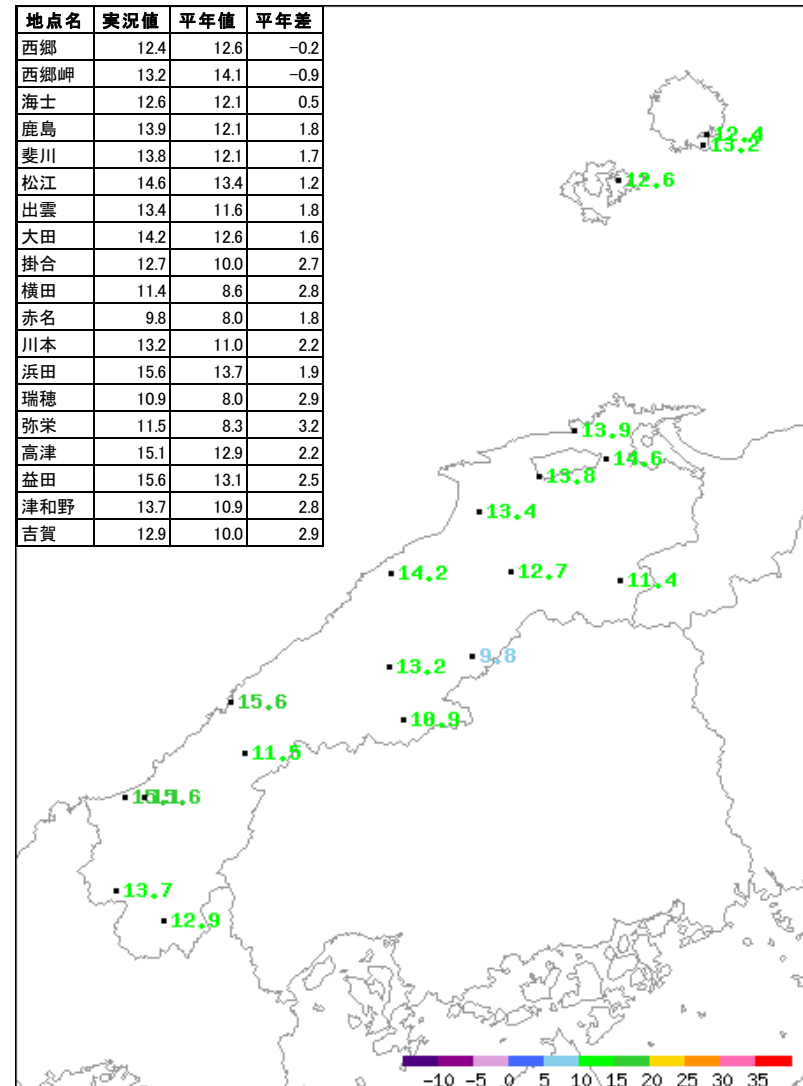 地点名 実況値 平年値 平年差
西郷 12.4 12.6 −0.2
西郷岬 13.2 14.1 −0.9
海士 12.6 12.1 0.5
鹿島 13.9 12.1 1.8
斐川 13.8 12.1 1.7
松江 14.6 13.4 1.2
出雲 13.4 11.6 1.8
大田 14.2 12.6 1.6
掛合 12.7 10.0 2.7
横田 11.4 8.6 2.8
赤名 9.8 8.0 1.8
川本 13.2 11.0 2.2
浜田 15.6 13.7 1.9
瑞穂 10.9 8.0 2.9
弥栄 11.5 8.3 3.2
高津 15.1 12.9 2.2
益田 15.6 13.1 2.5
津和野 13.7 10.9 2.8
吉賀 12.9 10.0 2.9
12.4
13.2
12.6
13.9
14.6
13.8
13.4
14.2 12.7 11.4
9.8
13.2
15.6
10.9
11.5
15.1 15.6
13.7
12.9
-10 -5 0 5 10 15 20 25 30 35